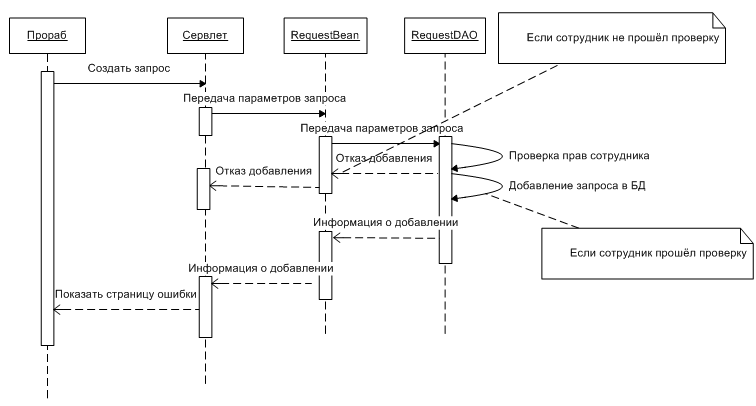 Прораб
Сервлет
RequestBean
RequestDAO
Если сотрудник не прошёл проверку
Создать запрос
Передача параметров запроса
Передача параметров запроса
Отказ добавления
Проверка прав сотрудника
Отказ добавления
Добавление запроса в БД
Информация о добавлении
Если сотрудник прошёл проверку
Информация о добавлении
Показать страницу ошибки